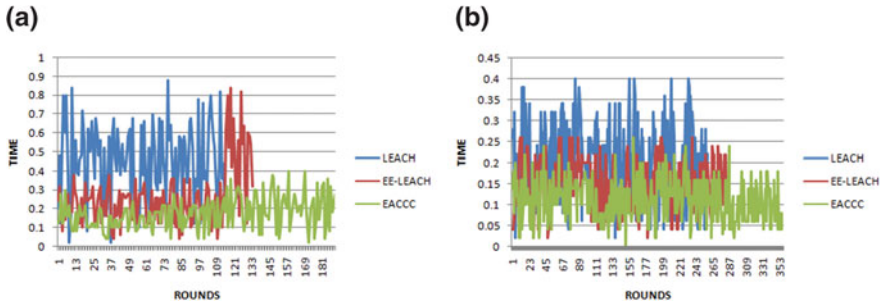 (a)
TIME
1
0.9
0.8
0.7
0.6
0.5
0.4
0.3
0.2
0.1
0
1 13 25 37 49 61 73 85 97 109 121 133 145 157 169 181
ROUNDS
LEACH
EE-LEACH
EACCC
(b)
TIME
0.45
0.4
0.35
0.3
0.25
0.2
0.15
0.1
0.05
0
1 23 45 67 89 111 133 155 177 199 221 243 265 287 309 331 353
ROUNDS
LEACH
EE-LEACH
EACCC